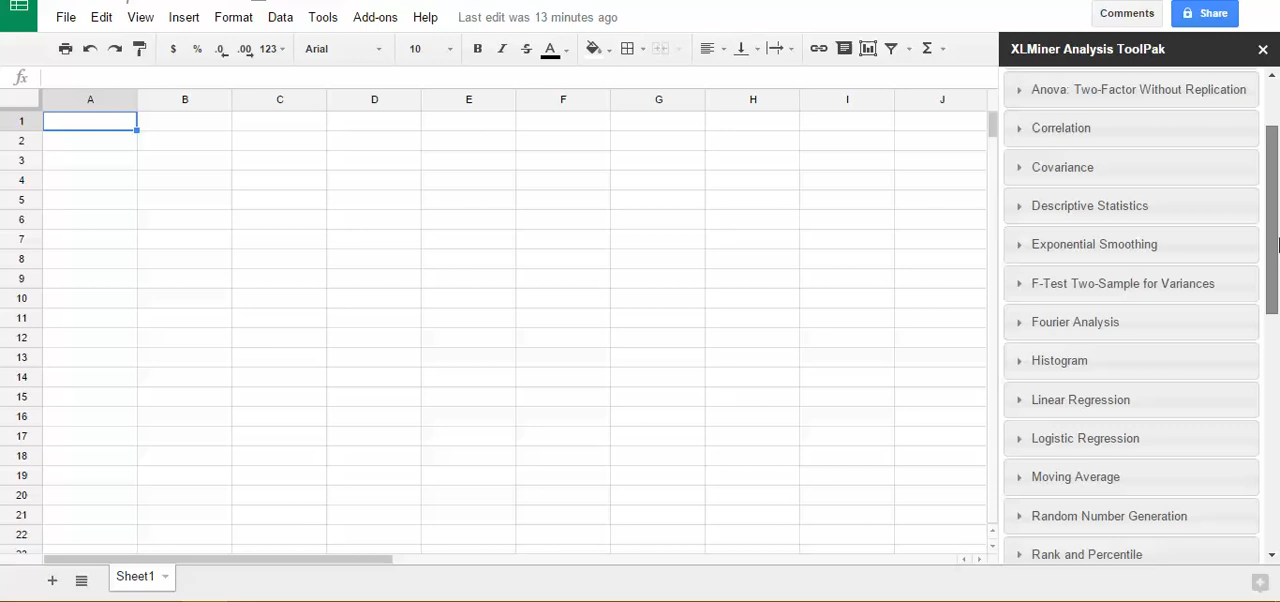 File Edit View Insert Format Data Tools Add-ons Help Last edit was 13 minutes ago Comments Share
$ % .0 .00 123 Arial 10 B I S A Σ
XLMiner Analysis ToolPak
fx
A B C D E F G H I J
1
2
3
4
5
6
7
8
9
10
11
12
13
14
15
16
17
18
19
20
21
22
Anova: Two-Factor Without Replication
Correlation
Covariance
Descriptive Statistics
Exponential Smoothing
F-Test Two-Sample for Variances
Fourier Analysis
Histogram
Linear Regression
Logistic Regression
Moving Average
Random Number Generation
Rank and Percentile
Sheet1